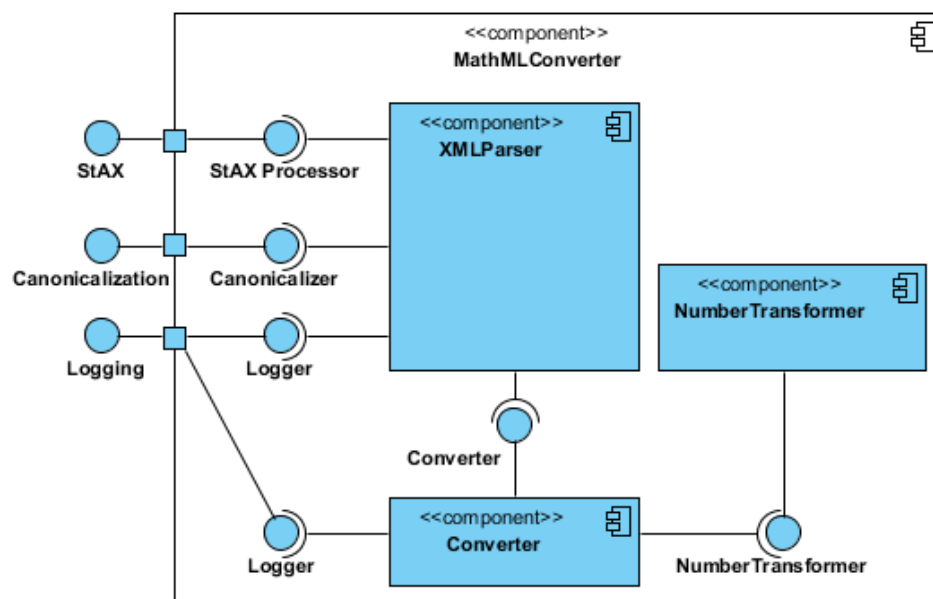 <<component>>
MathMLConverter
<<component>>
XMLParser
StAX
StAX Processor
Canonicalization
Canonicalizer
<<component>>
NumberTransformer
Logging
Logger
Converter
<<component>>
Converter
Logger
NumberTransformer